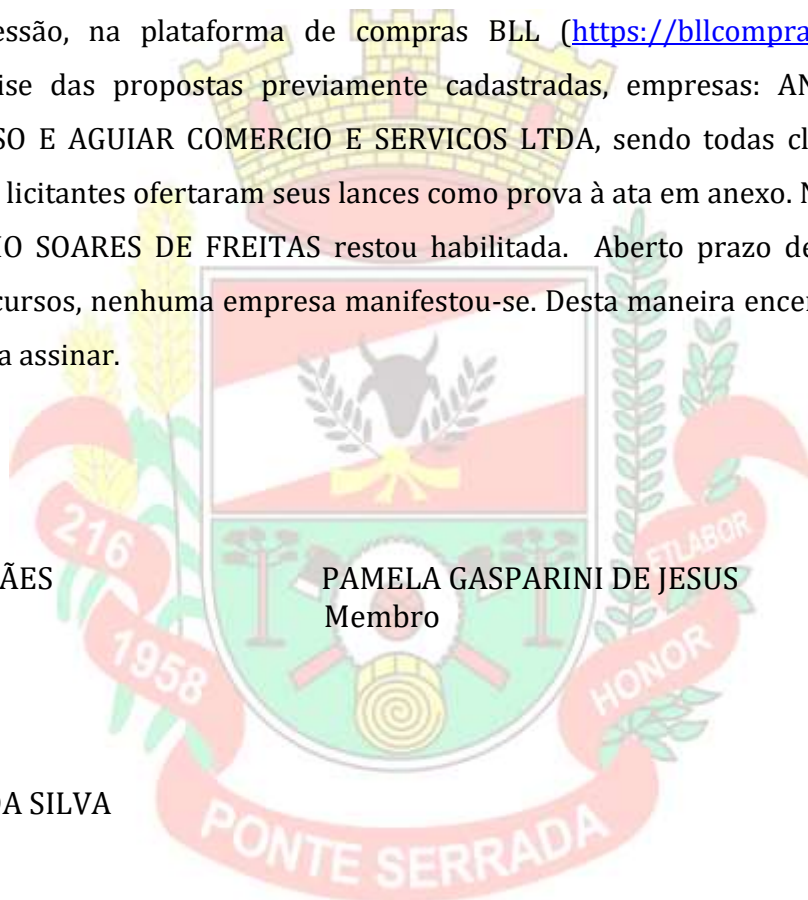 essão, na plataforma de compras BLL (https://bllcompra
ise das propostas previamente cadastradas, empresas: AN
SO E AGUIAR COMERCIO E SERVICOS LTDA, sendo todas cl
licitantes ofertaram seus lances como prova à ata em anexo. N
IO SOARES DE FREITAS restou habilitada. Aberto prazo de
cursos, nenhuma empresa manifestou-se. Desta maneira encer
a assinar.
216
ETLABOR
ÃES PAMELA GASPARINI DE JESUS
Membro
1958
HONOR
DA SILVA
PONTE SERRADA